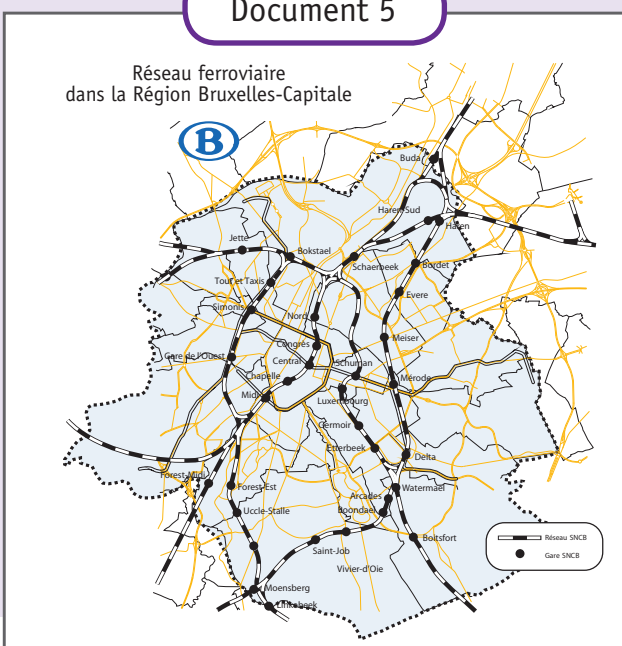 Document 5
Réseau ferroviaire
dans la Région Bruxelles-Capitale
B
Buda
Haren-Sud
Haren
Jette
Bokstael
Schaerbeek
Bordet
Tour et Taxis
Evere
Simonis
Nord
Meiser
Congrès
Gare de l'Ouest
Central
Schuman
Chapelle
Mérode
Midi
Luxembourg
Germoir
Etterbeek
Delta
Forest-Midi
Forest-Est
Watermael
Arcades
Boondael
Uccle-Stalle
Boitsfort
Réseau SNCB
Gare SNCB
Saint-Job
Vivier-d'Oie
Moensberg
Linkebeek